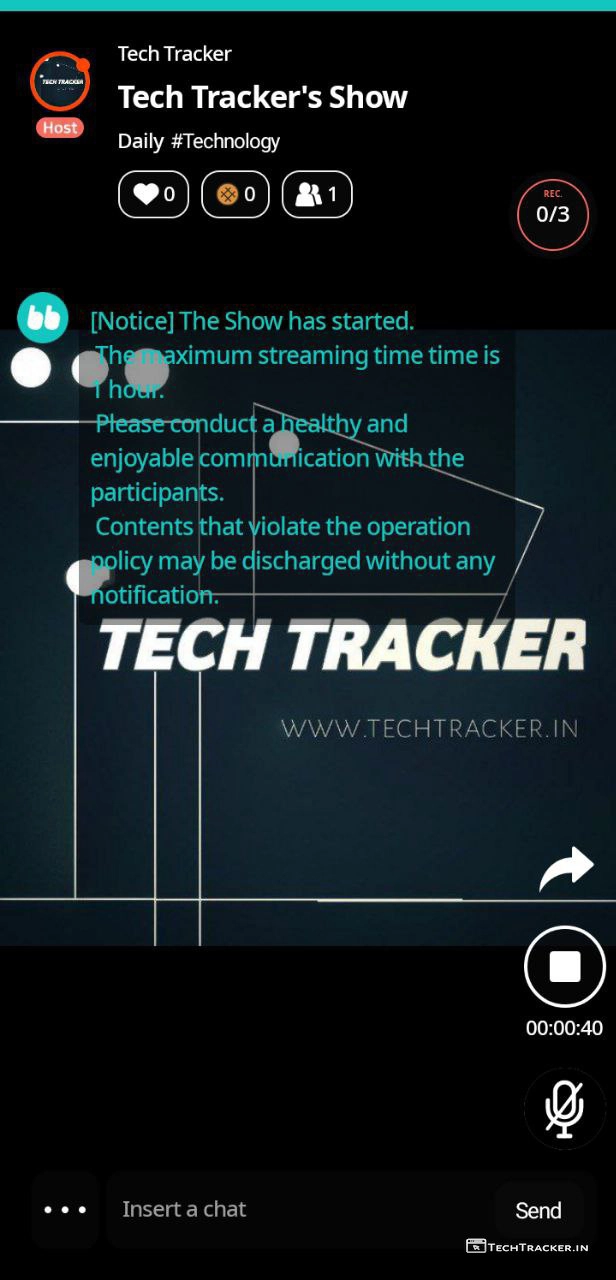 Tech Tracker
TECH TRACKER
Tech Tracker's Show
Host
Daily #Technology
0
0
1
REC.
0/3
[Notice] The Show has started.
The maximum streaming time time is
1 hour.
Please conduct a healthy and
enjoyable communication with the
participants.
Contents that violate the operation
policy may be discharged without any
notification.
TECH TRACKER
WWW.TECHTRACKER.IN
00:00:40
Insert a chat
Send
TECHTRACKER.IN